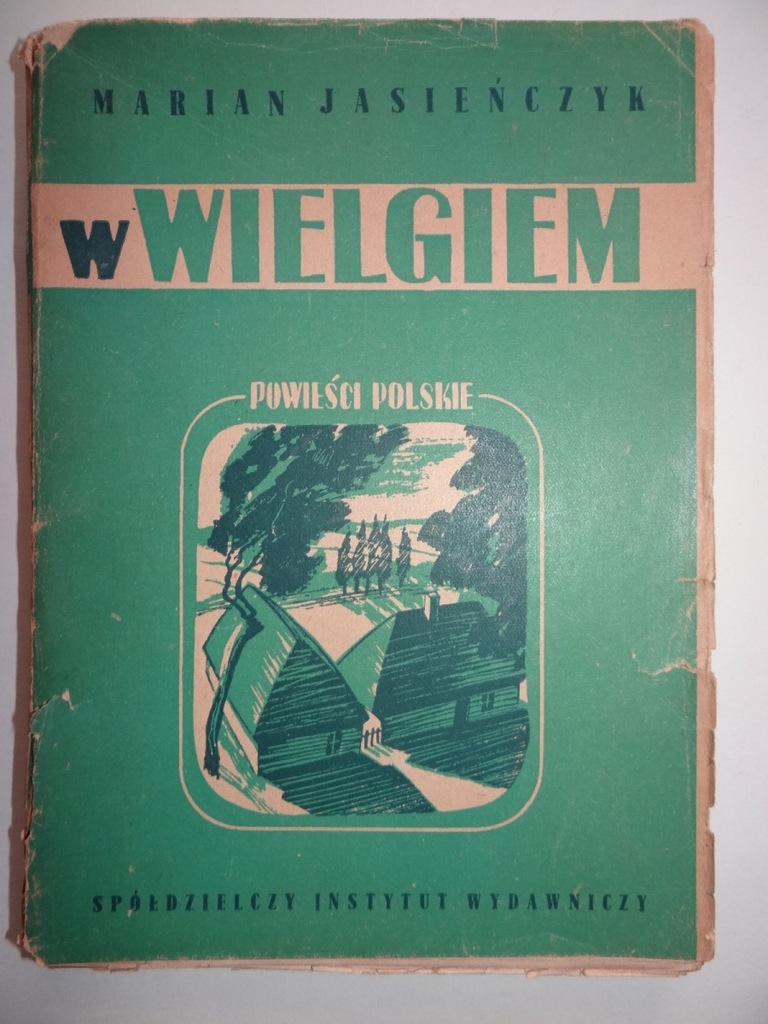 MARIAN JASIEŃCZYK
W WIELGIEM
POWIEŚCI POLSKIE
SPÓŁDZIELCZY INSTYTUT WYDAWNICZY